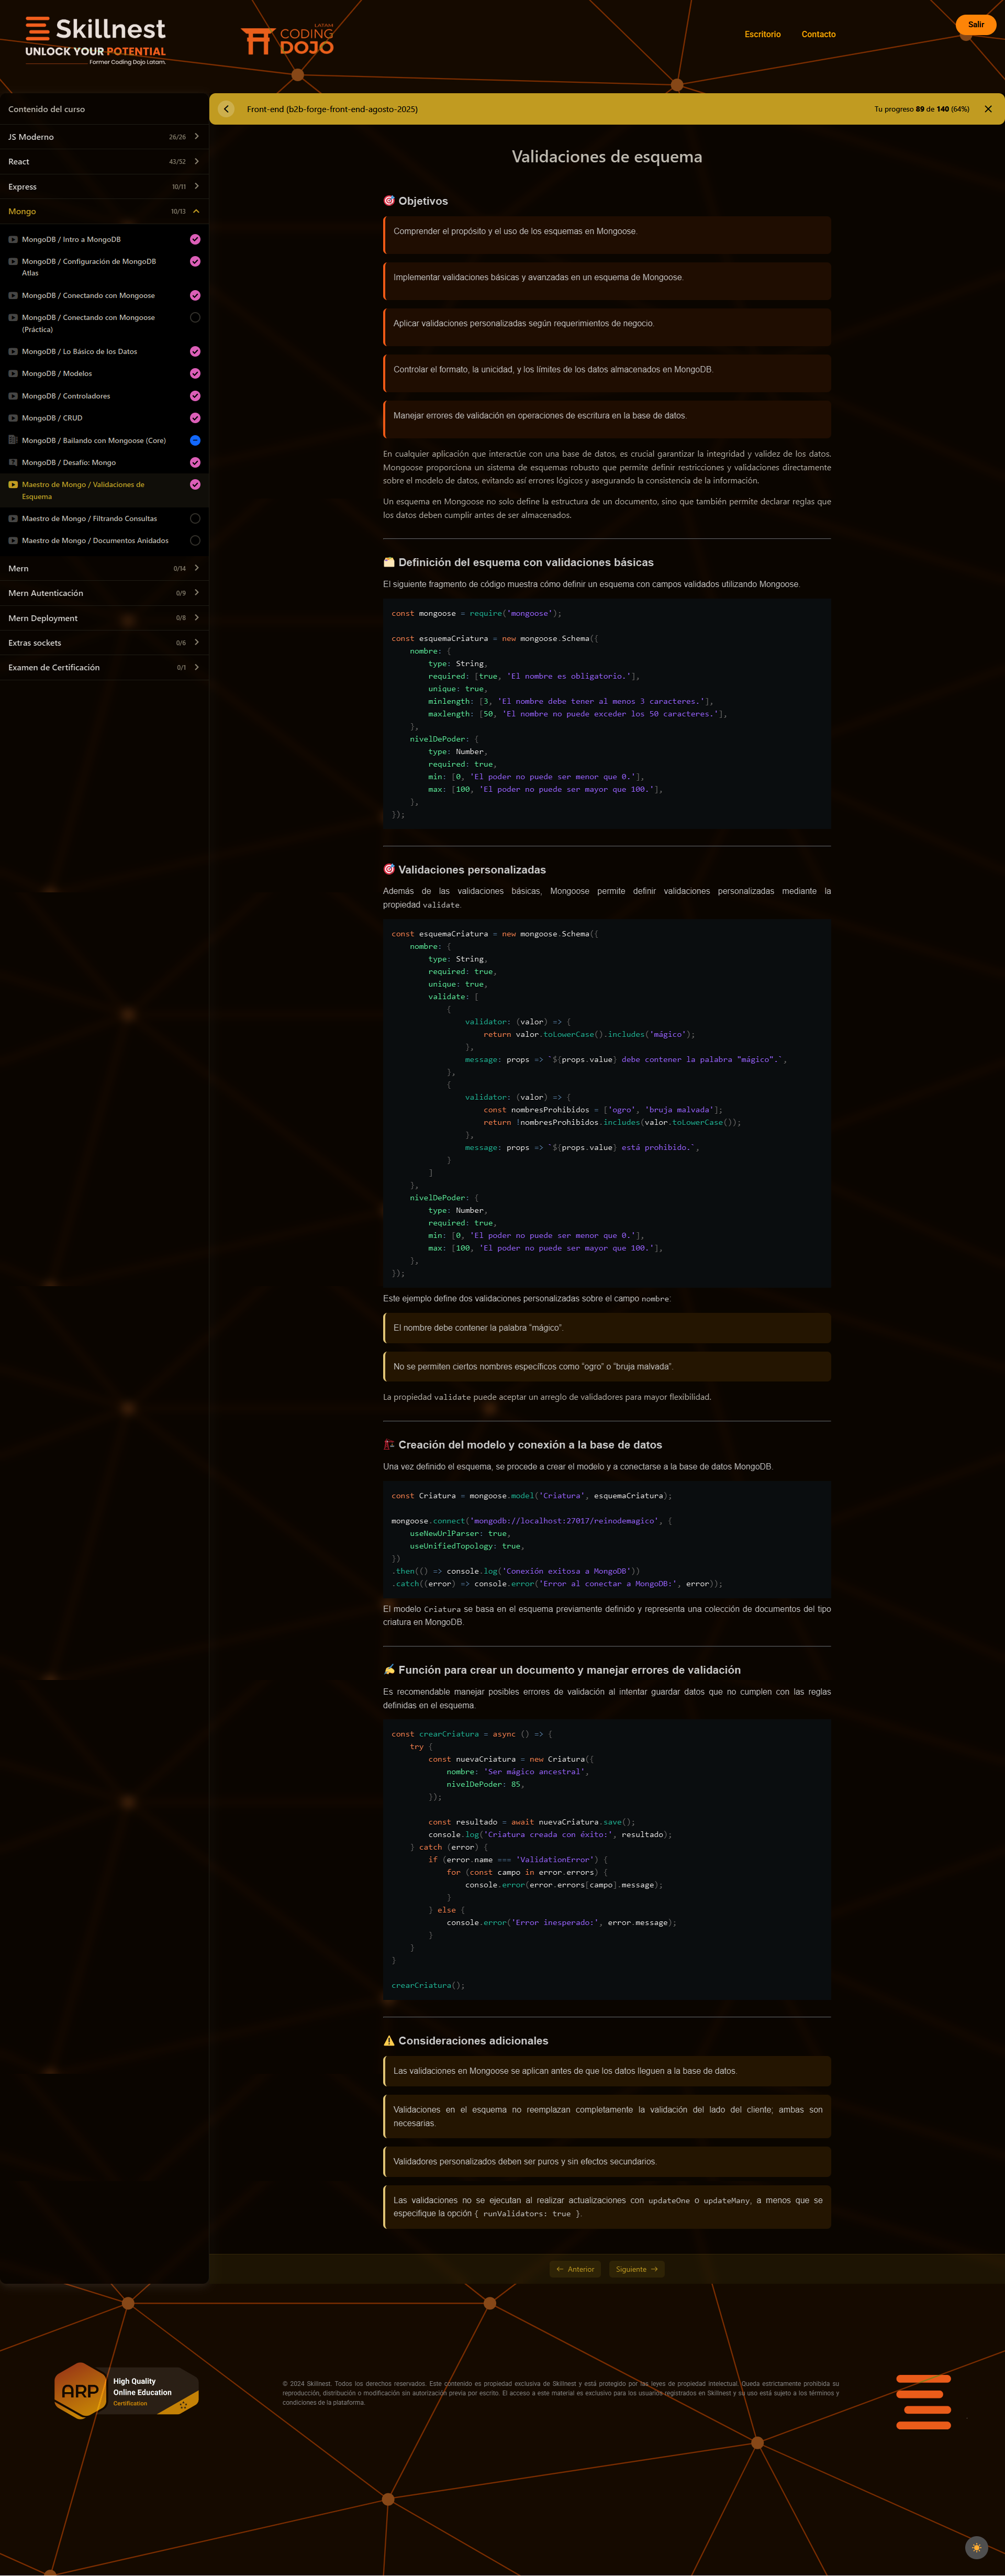 Skillnest
UNLOCK YOUR POTENTIAL
Former Coding Dojo Latam.
LATAM
CODING
DOJO
Escritorio
Contacto
Salir
Contenido del curso
JS Moderno 26/26
React 43/52
Express 10/11
Mongo 10/13
MongoDB / Intro a MongoDB
MongoDB / Configuración de MongoDB
Atlas
MongoDB / Conectando con Mongoose
MongoDB / Conectando con Mongoose
(Práctica)
MongoDB / Lo Básico de los Datos
MongoDB / Modelos
MongoDB / Controladores
MongoDB / CRUD
MongoDB / Bailando con Mongoose (Core)
MongoDB / Desafío: Mongo
Maestro de Mongo / Validaciones de
Esquema
Maestro de Mongo / Filtrando Consultas
Maestro de Mongo / Documentos Anidados
Mern 0/14
Mern Autenticación 0/9
Mern Deployment 0/8
Extras sockets 0/6
Examen de Certificación 0/1
Front-end (b2b-forge-front-end-agosto-2025)
Tu progreso 89 de 140 (64%)
Validaciones de esquema
🎯 Objetivos
Comprender el propósito y el uso de los esquemas en Mongoose.
Implementar validaciones básicas y avanzadas en un esquema de Mongoose.
Aplicar validaciones personalizadas según requerimientos de negocio.
Controlar el formato, la unicidad, y los límites de los datos almacenados en MongoDB.
Manejar errores de validación en operaciones de escritura en la base de datos.
En cualquier aplicación que interactúe con una base de datos, es crucial garantizar la integridad y validez de los datos.
Mongoose proporciona un sistema de esquemas robusto que permite definir restricciones y validaciones directamente
sobre el modelo de datos, evitando así errores lógicos y asegurando la consistencia de la información.
Un esquema en Mongoose no solo define la estructura de un documento, sino que también permite declarar reglas que
los datos deben cumplir antes de ser almacenados.
🗂️ Definición del esquema con validaciones básicas
El siguiente fragmento de código muestra cómo definir un esquema con campos validados utilizando Mongoose.
const mongoose = require('mongoose');
const esquemaCriatura = new mongoose.Schema({
    nombre: {
        type: String,
        required: [true, 'El nombre es obligatorio.'],
        unique: true,
        minlength: [3, 'El nombre debe tener al menos 3 caracteres.'],
        maxlength: [50, 'El nombre no puede exceder los 50 caracteres.'],
    },
    nivelDePoder: {
        type: Number,
        required: true,
        min: [0, 'El poder no puede ser menor que 0.'],
        max: [100, 'El poder no puede ser mayor que 100.'],
    },
});
🎯 Validaciones personalizadas
Además de las validaciones básicas, Mongoose permite definir validaciones personalizadas mediante la
propiedad validate.
const esquemaCriatura = new mongoose.Schema({
    nombre: {
        type: String,
        required: true,
        unique: true,
        validate: [
            {
                validator: (valor) => {
                    return valor.toLowerCase().includes('mágico');
                },
                message: props => `${props.value} debe contener la palabra "mágico".`,
            },
            {
                validator: (valor) => {
                    const nombresProhibidos = ['ogro', 'bruja malvada'];
                    return !nombresProhibidos.includes(valor.toLowerCase());
                },
                message: props => `${props.value} está prohibido.`,
            }
        ]
    },
    nivelDePoder: {
        type: Number,
        required: true,
        min: [0, 'El poder no puede ser menor que 0.'],
        max: [100, 'El poder no puede ser mayor que 100.'],
    },
});
Este ejemplo define dos validaciones personalizadas sobre el campo nombre:
El nombre debe contener la palabra “mágico”.
No se permiten ciertos nombres específicos como “ogro” o “bruja malvada”.
La propiedad validate puede aceptar un arreglo de validadores para mayor flexibilidad.
🏗️ Creación del modelo y conexión a la base de datos
Una vez definido el esquema, se procede a crear el modelo y a conectarse a la base de datos MongoDB.
const Criatura = mongoose.model('Criatura', esquemaCriatura);
mongoose.connect('mongodb://localhost:27017/reinodemagico', {
    useNewUrlParser: true,
    useUnifiedTopology: true,
})
.then(() => console.log('Conexión exitosa a MongoDB'))
.catch((error) => console.error('Error al conectar a MongoDB:', error));
El modelo Criatura se basa en el esquema previamente definido y representa una colección de documentos del tipo
criatura en MongoDB.
✍️ Función para crear un documento y manejar errores de validación
Es recomendable manejar posibles errores de validación al intentar guardar datos que no cumplen con las reglas
definidas en el esquema.
const crearCriatura = async () => {
    try {
        const nuevaCriatura = new Criatura({
            nombre: 'Ser mágico ancestral',
            nivelDePoder: 85,
        });
        const resultado = await nuevaCriatura.save();
        console.log('Criatura creada con éxito:', resultado);
    } catch (error) {
        if (error.name === 'ValidationError') {
            for (const campo in error.errors) {
                console.error(error.errors[campo].message);
            }
        } else {
            console.error('Error inesperado:', error.message);
        }
    }
}
crearCriatura();
⚠️ Consideraciones adicionales
Las validaciones en Mongoose se aplican antes de que los datos lleguen a la base de datos.
Validaciones en el esquema no reemplazan completamente la validación del lado del cliente; ambas son
necesarias.
Validadores personalizados deben ser puros y sin efectos secundarios.
Las validaciones no se ejecutan al realizar actualizaciones con updateOne o updateMany, a menos que se
especifique la opción { runValidators: true }.
← Anterior
Siguiente →
ARP
High Quality
Online Education
Certification
© 2024 Skillnest. Todos los derechos reservados. Este contenido es propiedad exclusiva de Skillnest y está protegido por las leyes de propiedad intelectual. Queda estrictamente prohibida su
reproducción, distribución o modificación sin autorización previa por escrito. El acceso a este material es exclusivo para los usuarios registrados en Skillnest y su uso está sujeto a los términos y
condiciones de la plataforma.